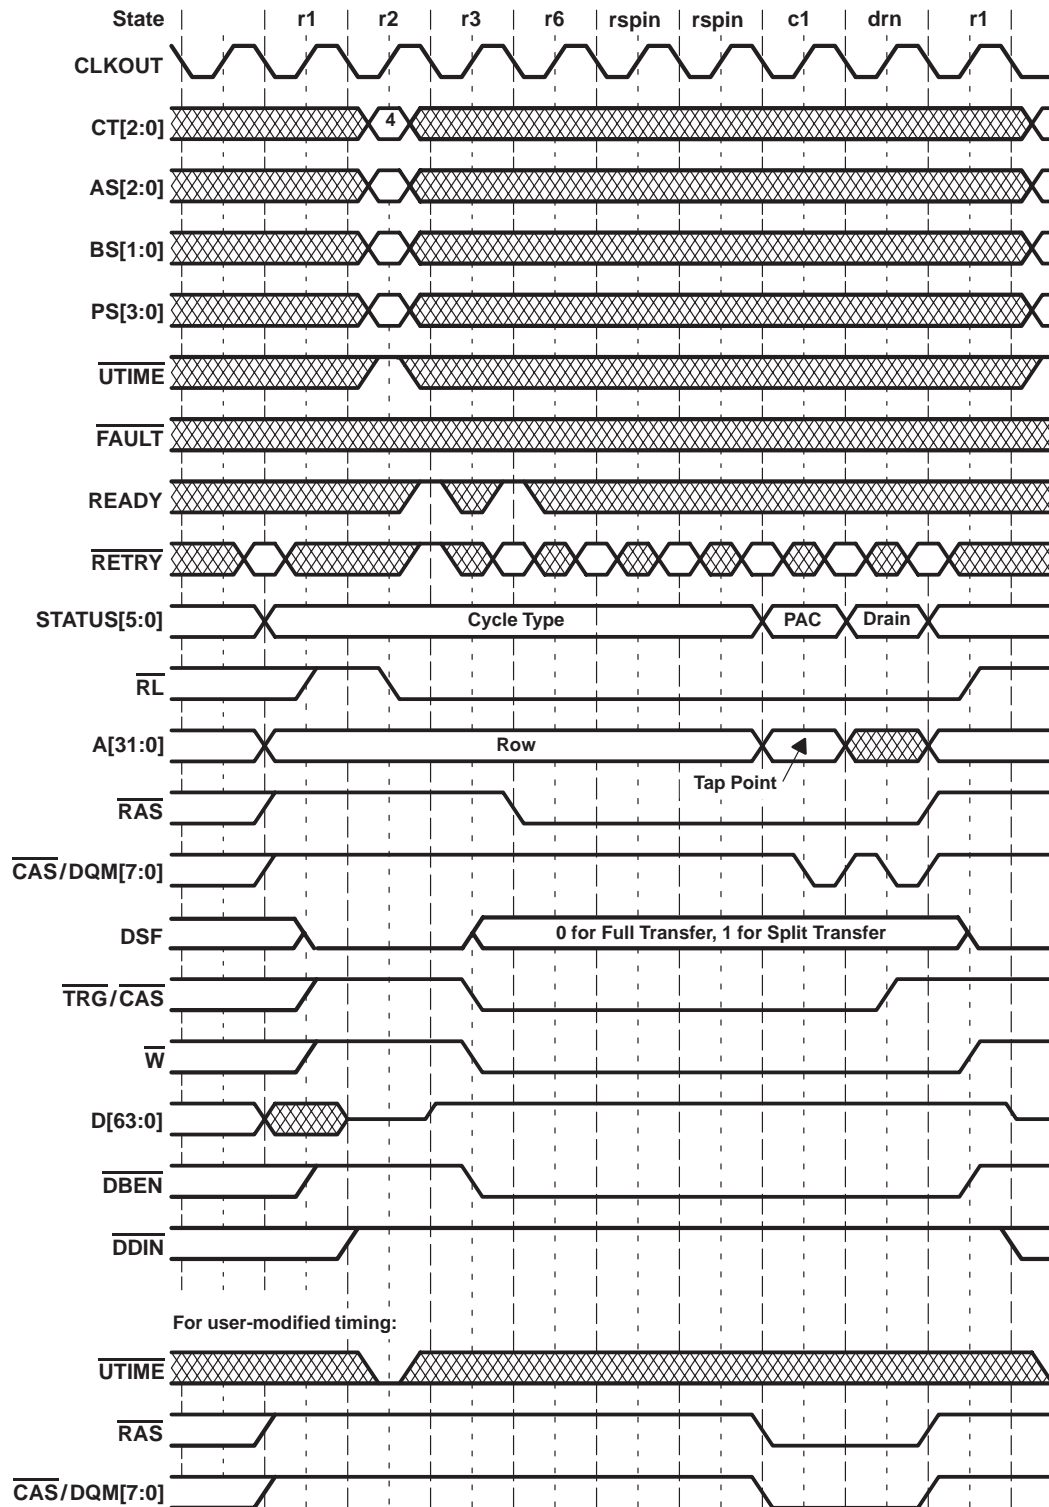 State r1 r2 r3 r6 rspin rspin c1 drn r1
CLKOUT
CT[2:0] 4
AS[2:0]
BS[1:0]
PS[3:0]
UTIME
FAULT
READY
RETRY
STATUS[5:0] Cycle Type PAC Drain
RL
A[31:0] Row
Tap Point
RAS
CAS/DQM[7:0]
DSF 0 for Full Transfer, 1 for Split Transfer
TRG/CAS
W
D[63:0]
DBEN
DDIN
For user-modified timing:
UTIME
RAS
CAS/DQM[7:0]